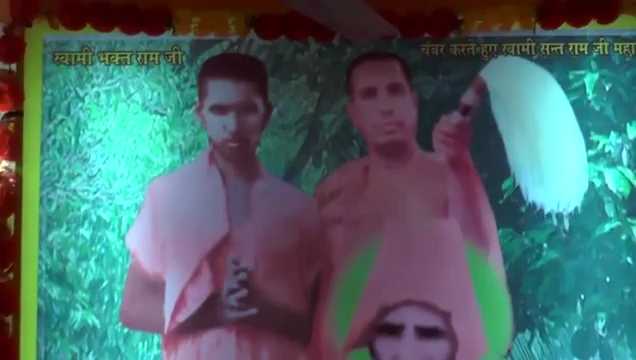 स्वामी भक्त राम जी
चंवर करते हुए स्वामी सन्त राम जी महा